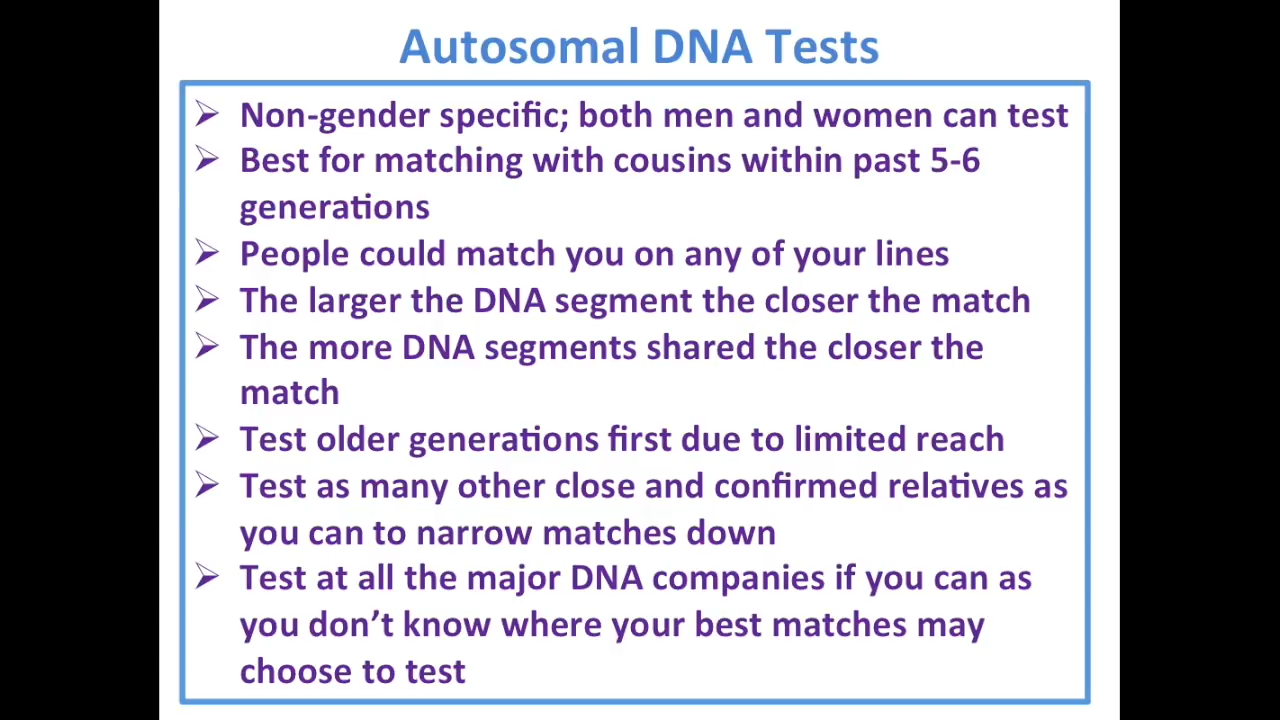 Autosomal DNA Tests
➢ Non-gender specific; both men and women can test
➢ Best for matching with cousins within past 5-6
generations
➢ People could match you on any of your lines
➢ The larger the DNA segment the closer the match
➢ The more DNA segments shared the closer the
match
➢ Test older generations first due to limited reach
➢ Test as many other close and confirmed relatives as
you can to narrow matches down
➢ Test at all the major DNA companies if you can as
you don’t know where your best matches may
choose to test